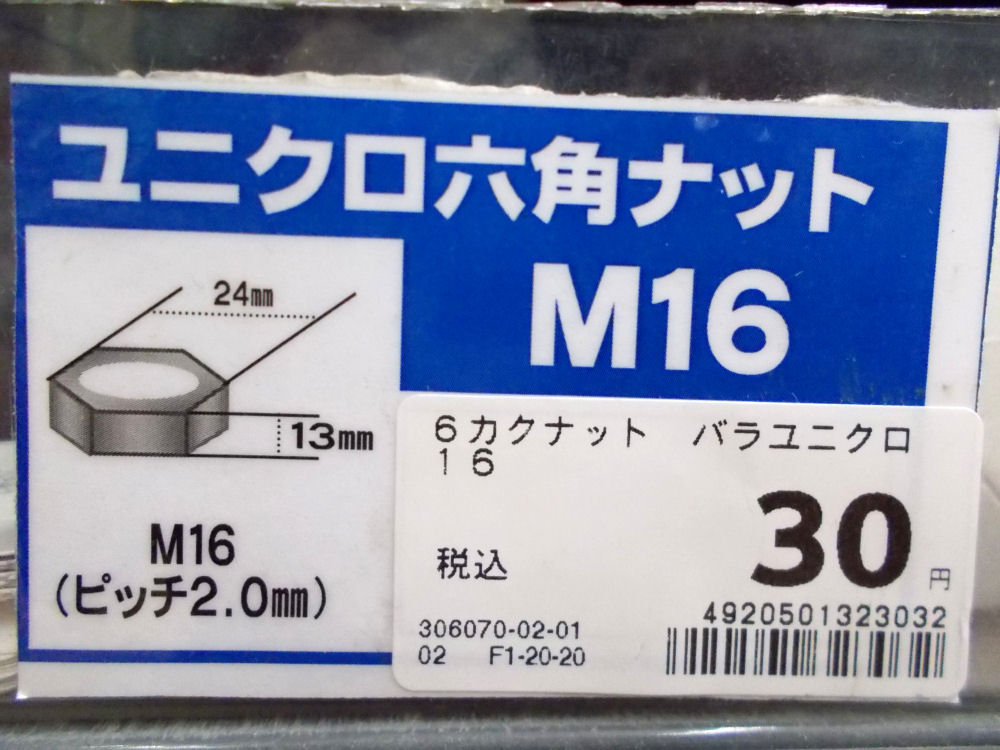 ユニクロ六角ナット
M16
24mm
13mm
M16
(ピッチ2.0mm)
6カクナット バラユニクロ
16
30円
税込
4920501323032
306070-02-01
02 F1-20-20